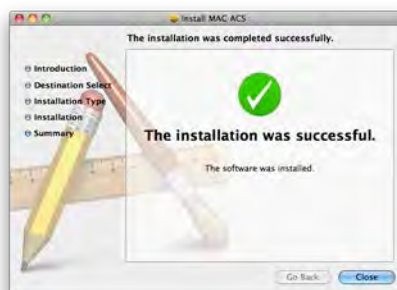 Install MAC ACS
The installation was completed successfully.
Introduction
Destination Select
Installation Type
Installation
Summary
The installation was successful.
The software was installed.
Go Back
Close